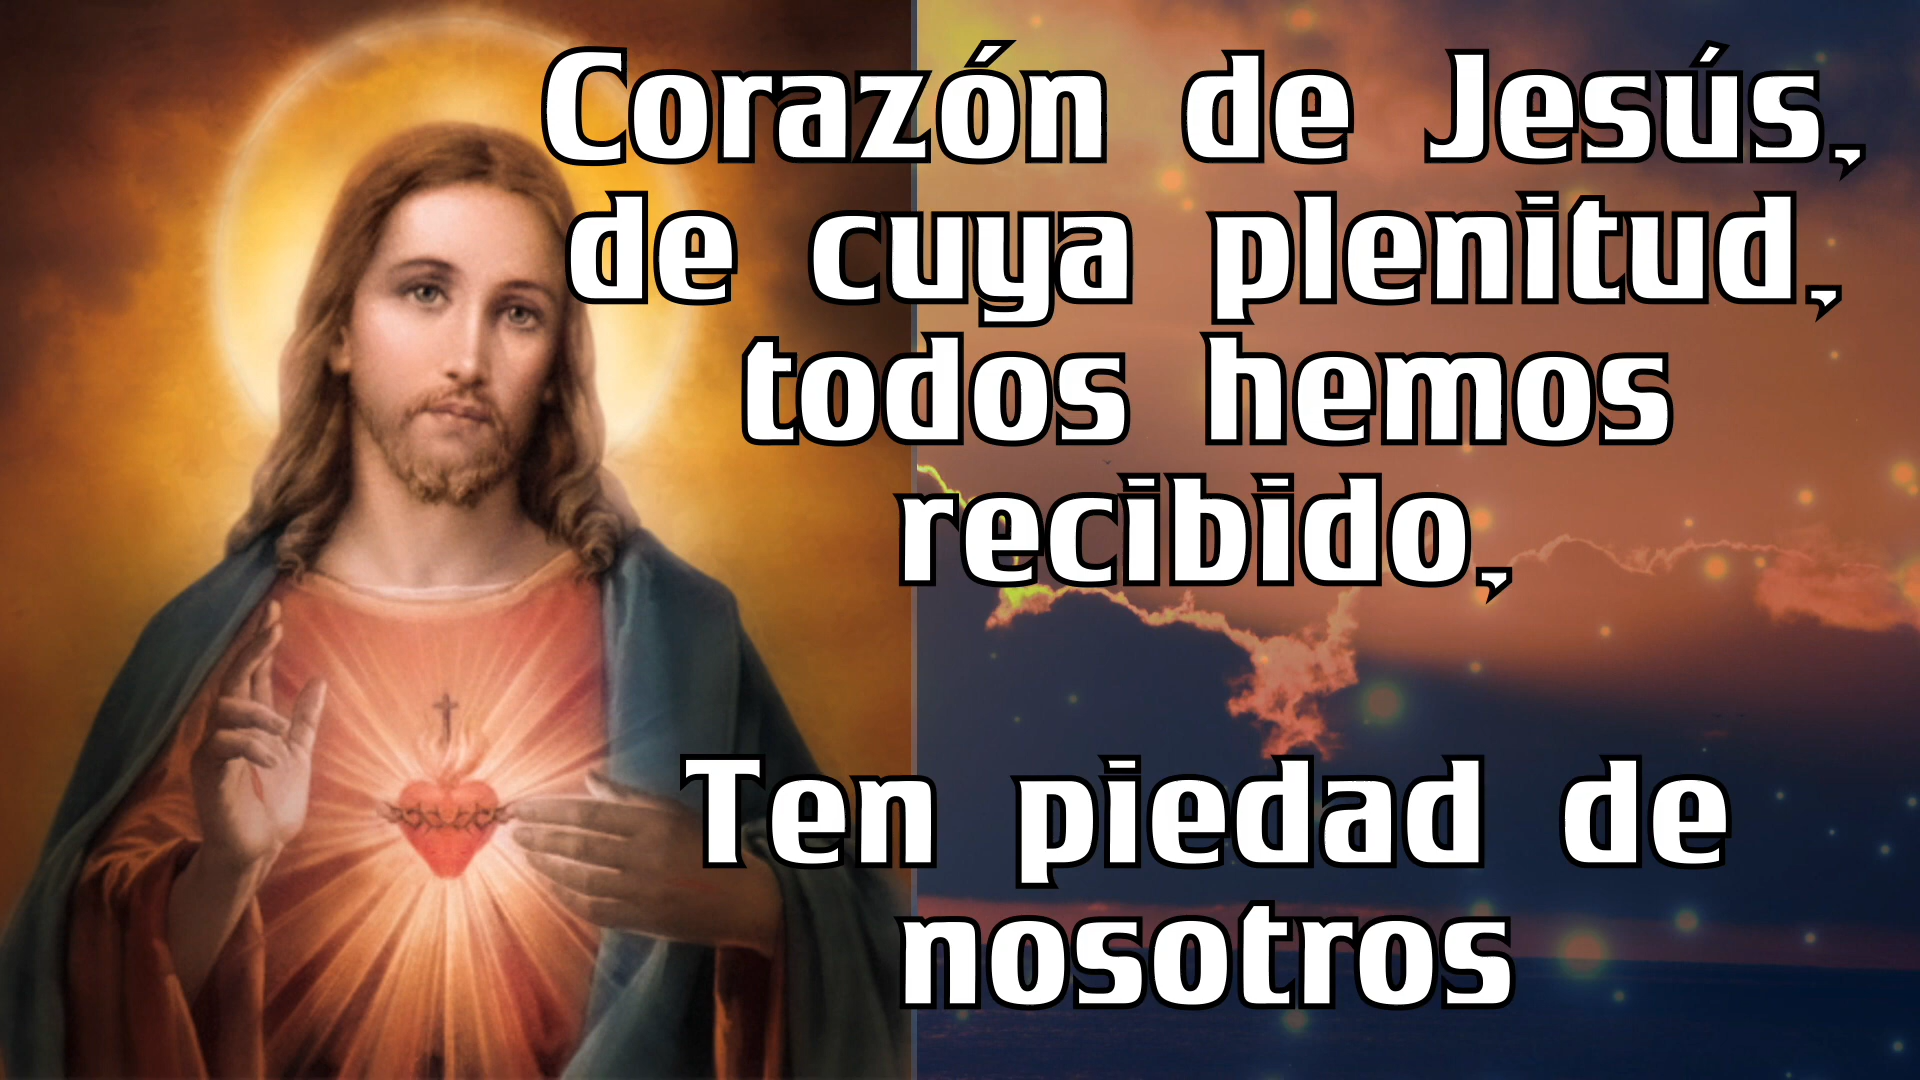 Corazón de Jesús,
de cuya plenitud,
todos hemos
recibido,
Ten piedad de
nosotros